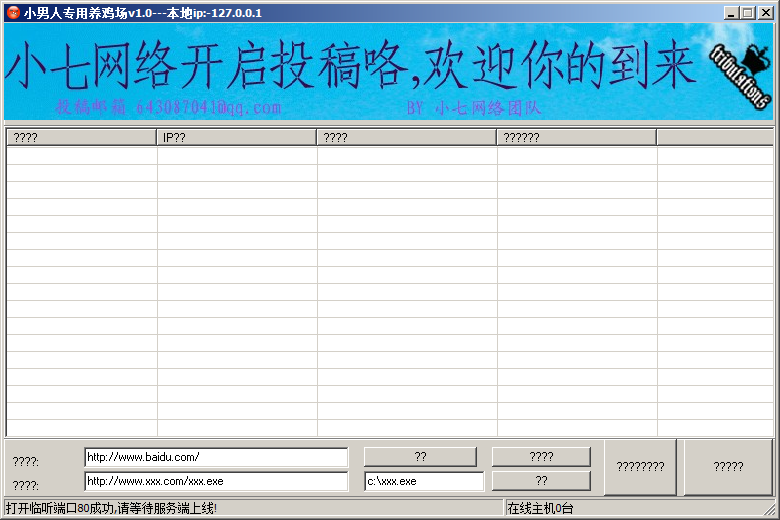 小男人专用养鸡场v1.0---本地ip:-127.0.0.1
小七网络开启投稿咯,欢迎你的到来
tribulations
投稿邮箱 643087041@qq.com BY 小七网络团队
???? IP?? ???? ??????
????: http://www.baidu.com/ ?? ????
???????? ?????
????: http://www.xxx.com/xxx.exe c:\xxx.exe ??
打开临听端口80成功,请等待服务端上线! 在线主机0台